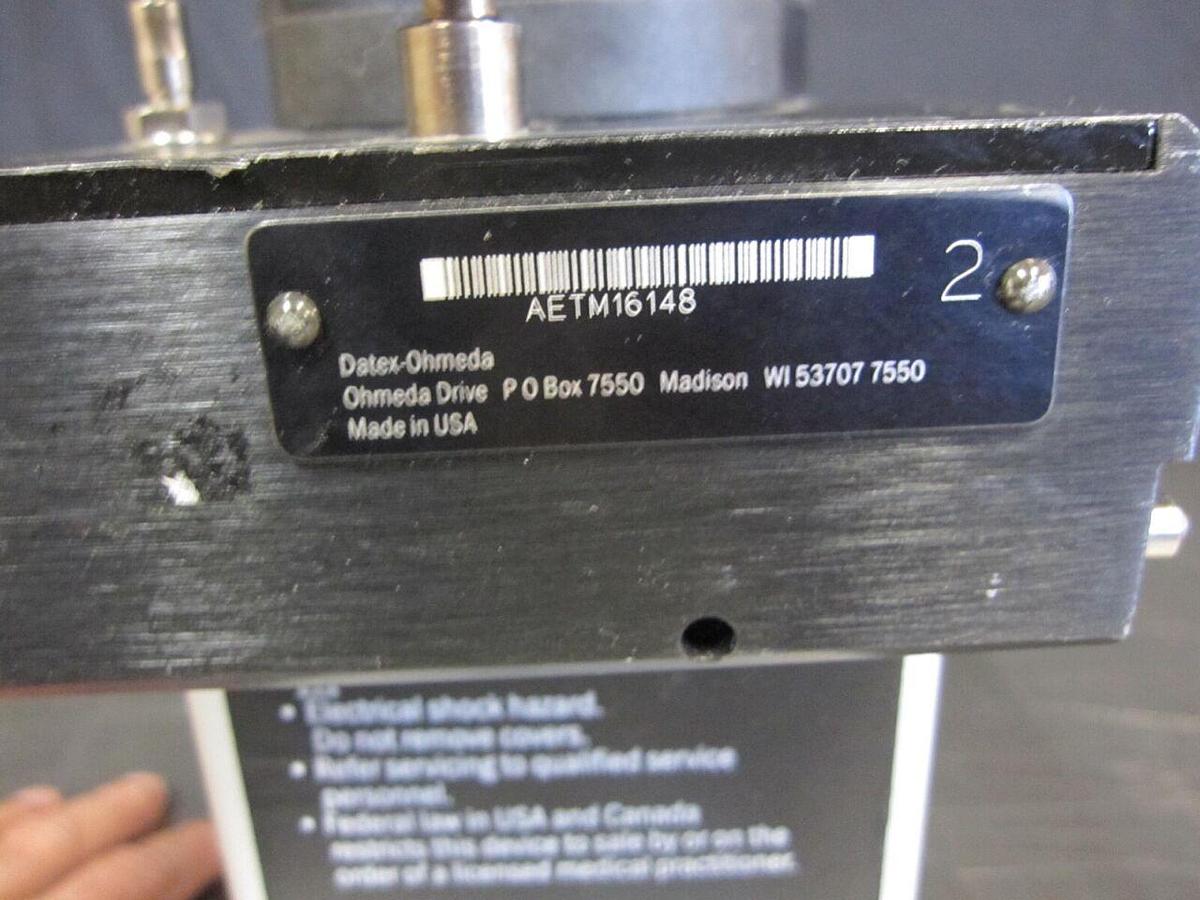 AETM16148
2
Datex-Ohmeda
Ohmeda Drive P O Box 7550 Madison WI 53707 7550
Made in USA
• Electrical shock hazard.
Do not remove covers.
• Refer servicing to qualified service
personnel.
• Federal law in USA and Canada
restricts this device to sale by or on the
order of a licensed medical practitioner.